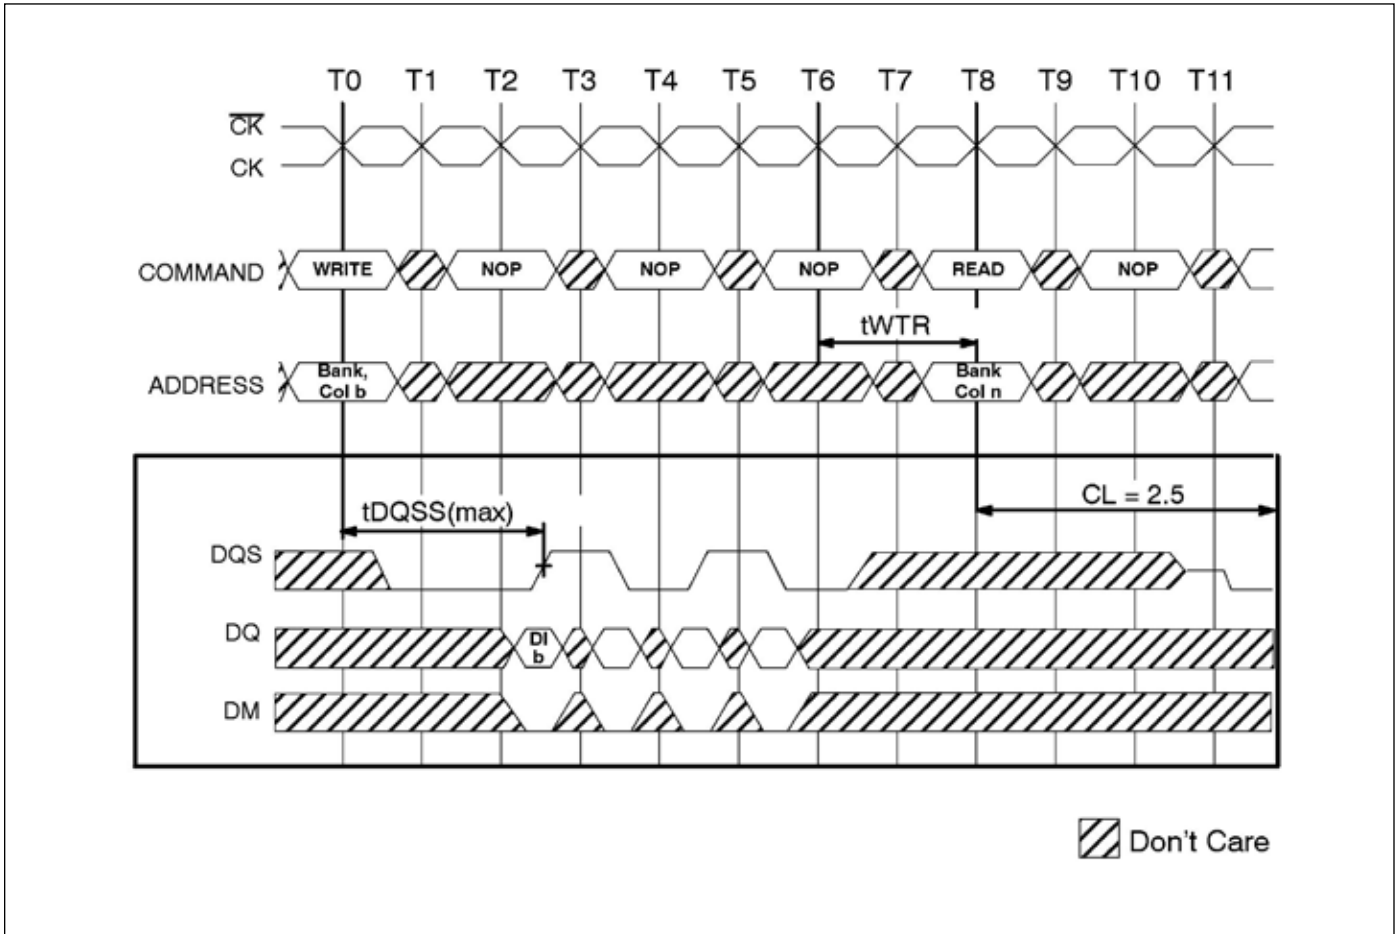 T0 T1 T2 T3 T4 T5 T6 T7 T8 T9 T10 T11
CK
CK
COMMAND WRITE NOP NOP NOP READ NOP
tWTR
ADDRESS Bank, Col b Bank Col n
CL = 2.5
tDQSS(max)
DQS
DQ DI b
DM
Don't Care